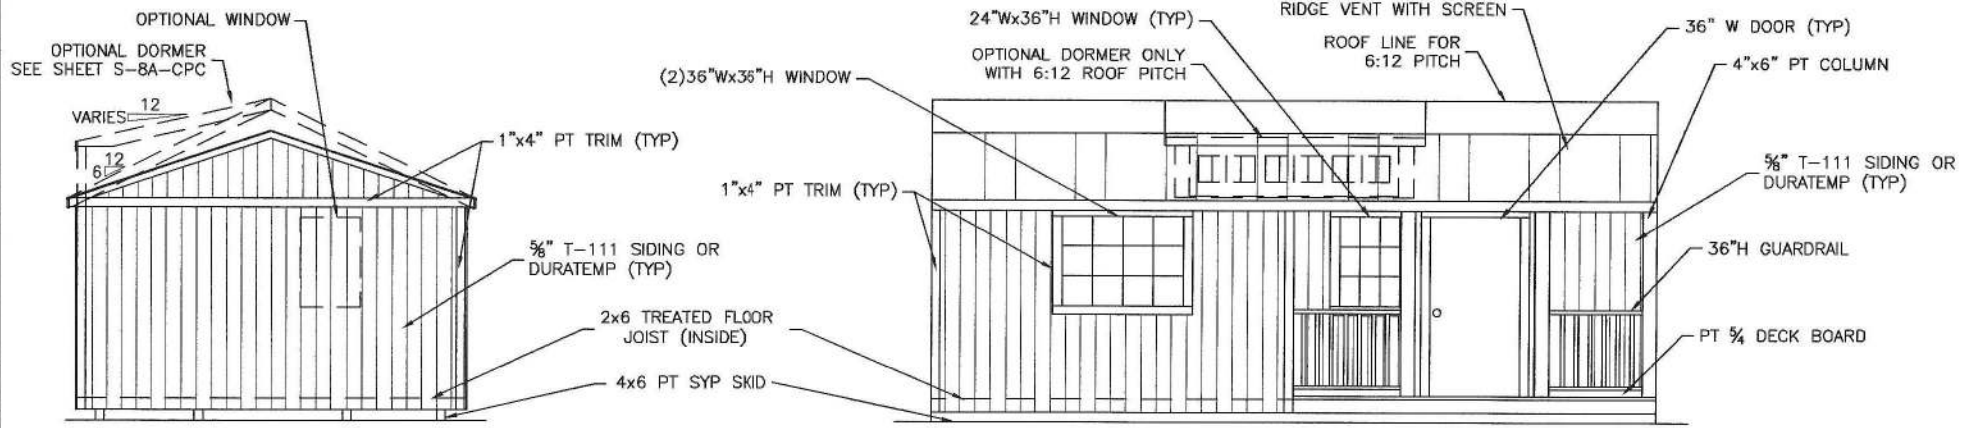 OPTIONAL WINDOW
OPTIONAL DORMER
SEE SHEET S-8A-CPC
12
VARIES
12
6
1"x4" PT TRIM (TYP)
⅝" T-111 SIDING OR
DURATEMP (TYP)
2x6 TREATED FLOOR
JOIST (INSIDE)
4x6 PT SYP SKID
24"Wx36"H WINDOW (TYP)
OPTIONAL DORMER ONLY
WITH 6:12 ROOF PITCH
(2)36"Wx36"H WINDOW
1"x4" PT TRIM (TYP)
RIDGE VENT WITH SCREEN
ROOF LINE FOR
6:12 PITCH
36" W DOOR (TYP)
4"x6" PT COLUMN
⅝" T-111 SIDING OR
DURATEMP (TYP)
36"H GUARDRAIL
PT 5/4 DECK BOARD